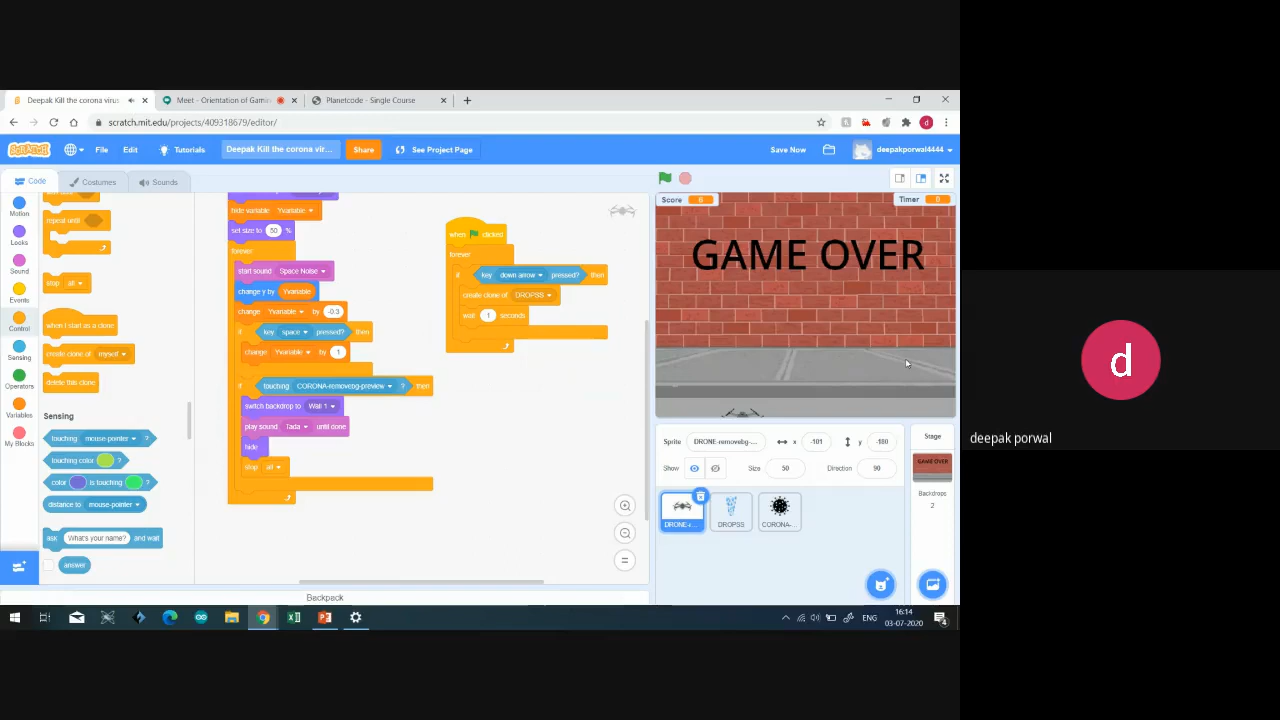 Deepak Kill the corona virus
Meet - Orientation of Gamin
Planetcode - Single Course
scratch.mit.edu/projects/409318679/editor/
SCRATCH
File
Edit
Tutorials
Deepak Kill the corona vir...
Share
See Project Page
Save Now
deepakporwal4444
Code
Costumes
Sounds
Motion
Looks
Sound
Events
Control
Sensing
Operators
Variables
My Blocks
repeat until
stop all
when I start as a clone
create clone of myself
delete this clone
Sensing
touching mouse-pointer ?
touching color ?
color is touching ?
distance to mouse-pointer
ask What's your name? and wait
answer
hide variable Yvariable
set size to 50 %
forever
start sound Space Noise
change y by Yvariable
change Yvariable by -0.3
if key space pressed? then
change Yvariable by 1
if touching CORONA-removebg-preview ? then
switch backdrop to Wall 1
play sound Tada until done
hide
stop all
when clicked
forever
if key down arrow pressed? then
create clone of DROPSS
wait 1 seconds
Backpack
Score
Timer 0
GAME OVER
Sprite DRONE-removebg-... x -101 y -180
Show Size 50 Direction 90
DRONE-r...
DROPSS
CORONA-...
Stage
GAME OVER
Backdrops
2
ENG
16:14
03-07-2020
4
d
deepak porwal